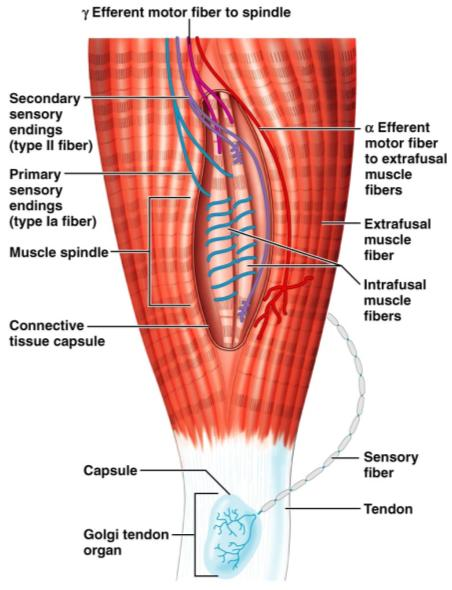 γ Efferent motor fiber to spindle
Secondary
sensory
endings
(type II fiber)
Primary
sensory
endings
(type Ia fiber)
Muscle spindle
Connective
tissue capsule
α Efferent
motor fiber
to extrafusal
muscle
fibers
Extrafusal
muscle
fiber
Intrafusal
muscle
fibers
Sensory
fiber
Tendon
Capsule
Golgi tendon
organ